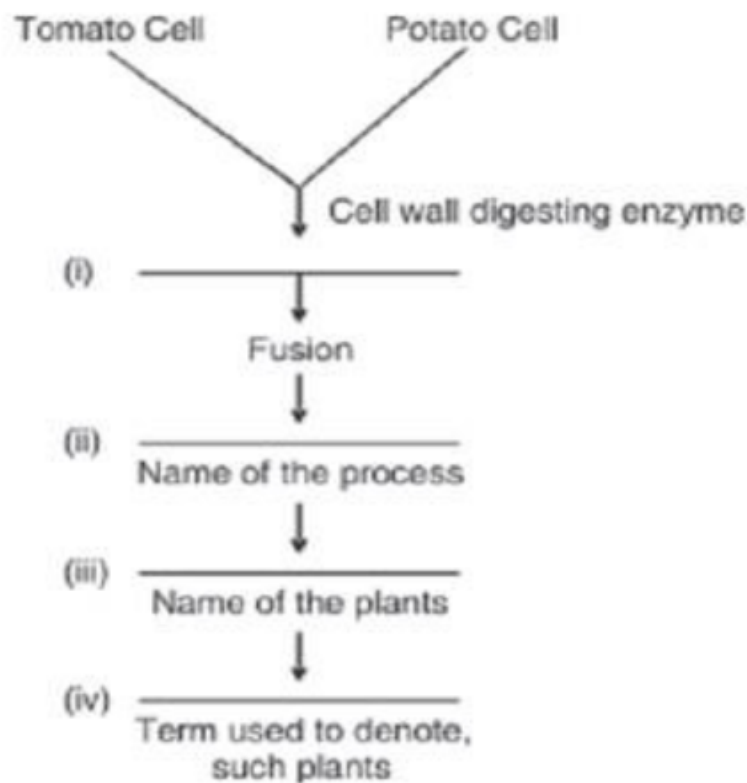 Tomato Cell Potato Cell
Cell wall digesting enzyme
(i)
Fusion
(ii)
Name of the process
(iii)
Name of the plants
(iv)
Term used to denote,
such plants